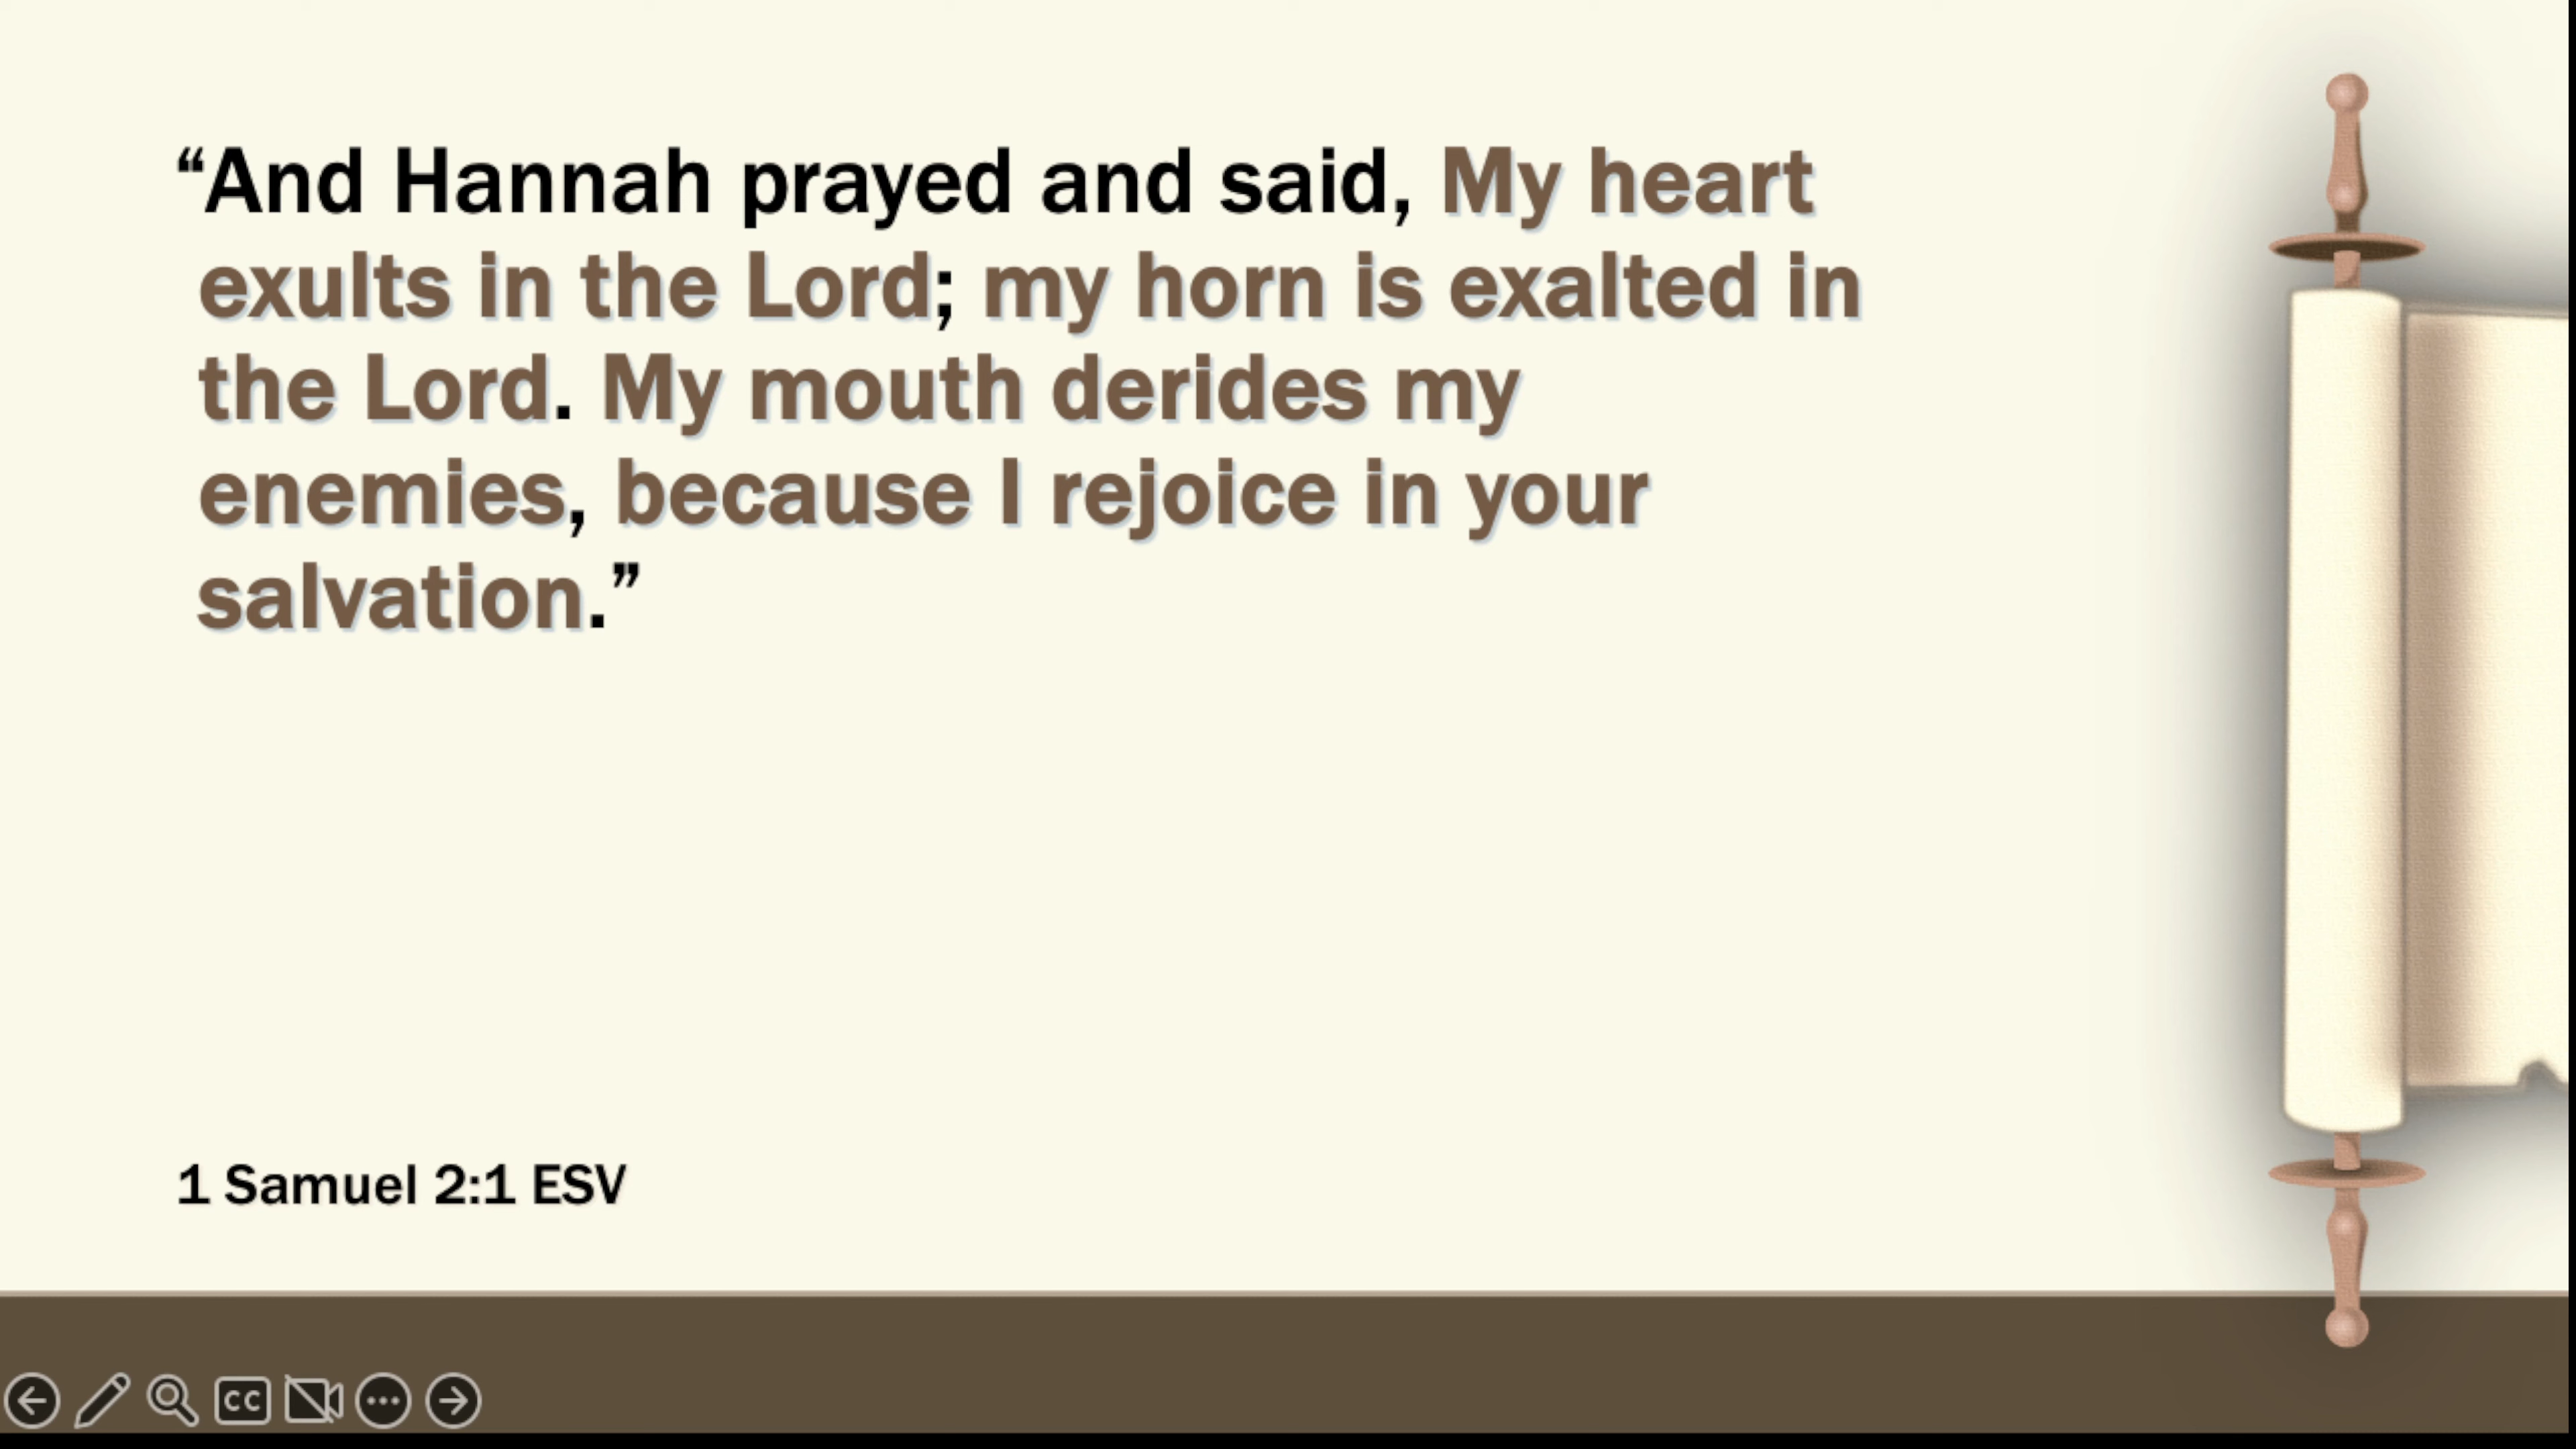 “And Hannah prayed and said, My heart
exults in the Lord; my horn is exalted in
the Lord. My mouth derides my
enemies, because I rejoice in your
salvation.”
1 Samuel 2:1 ESV
CC